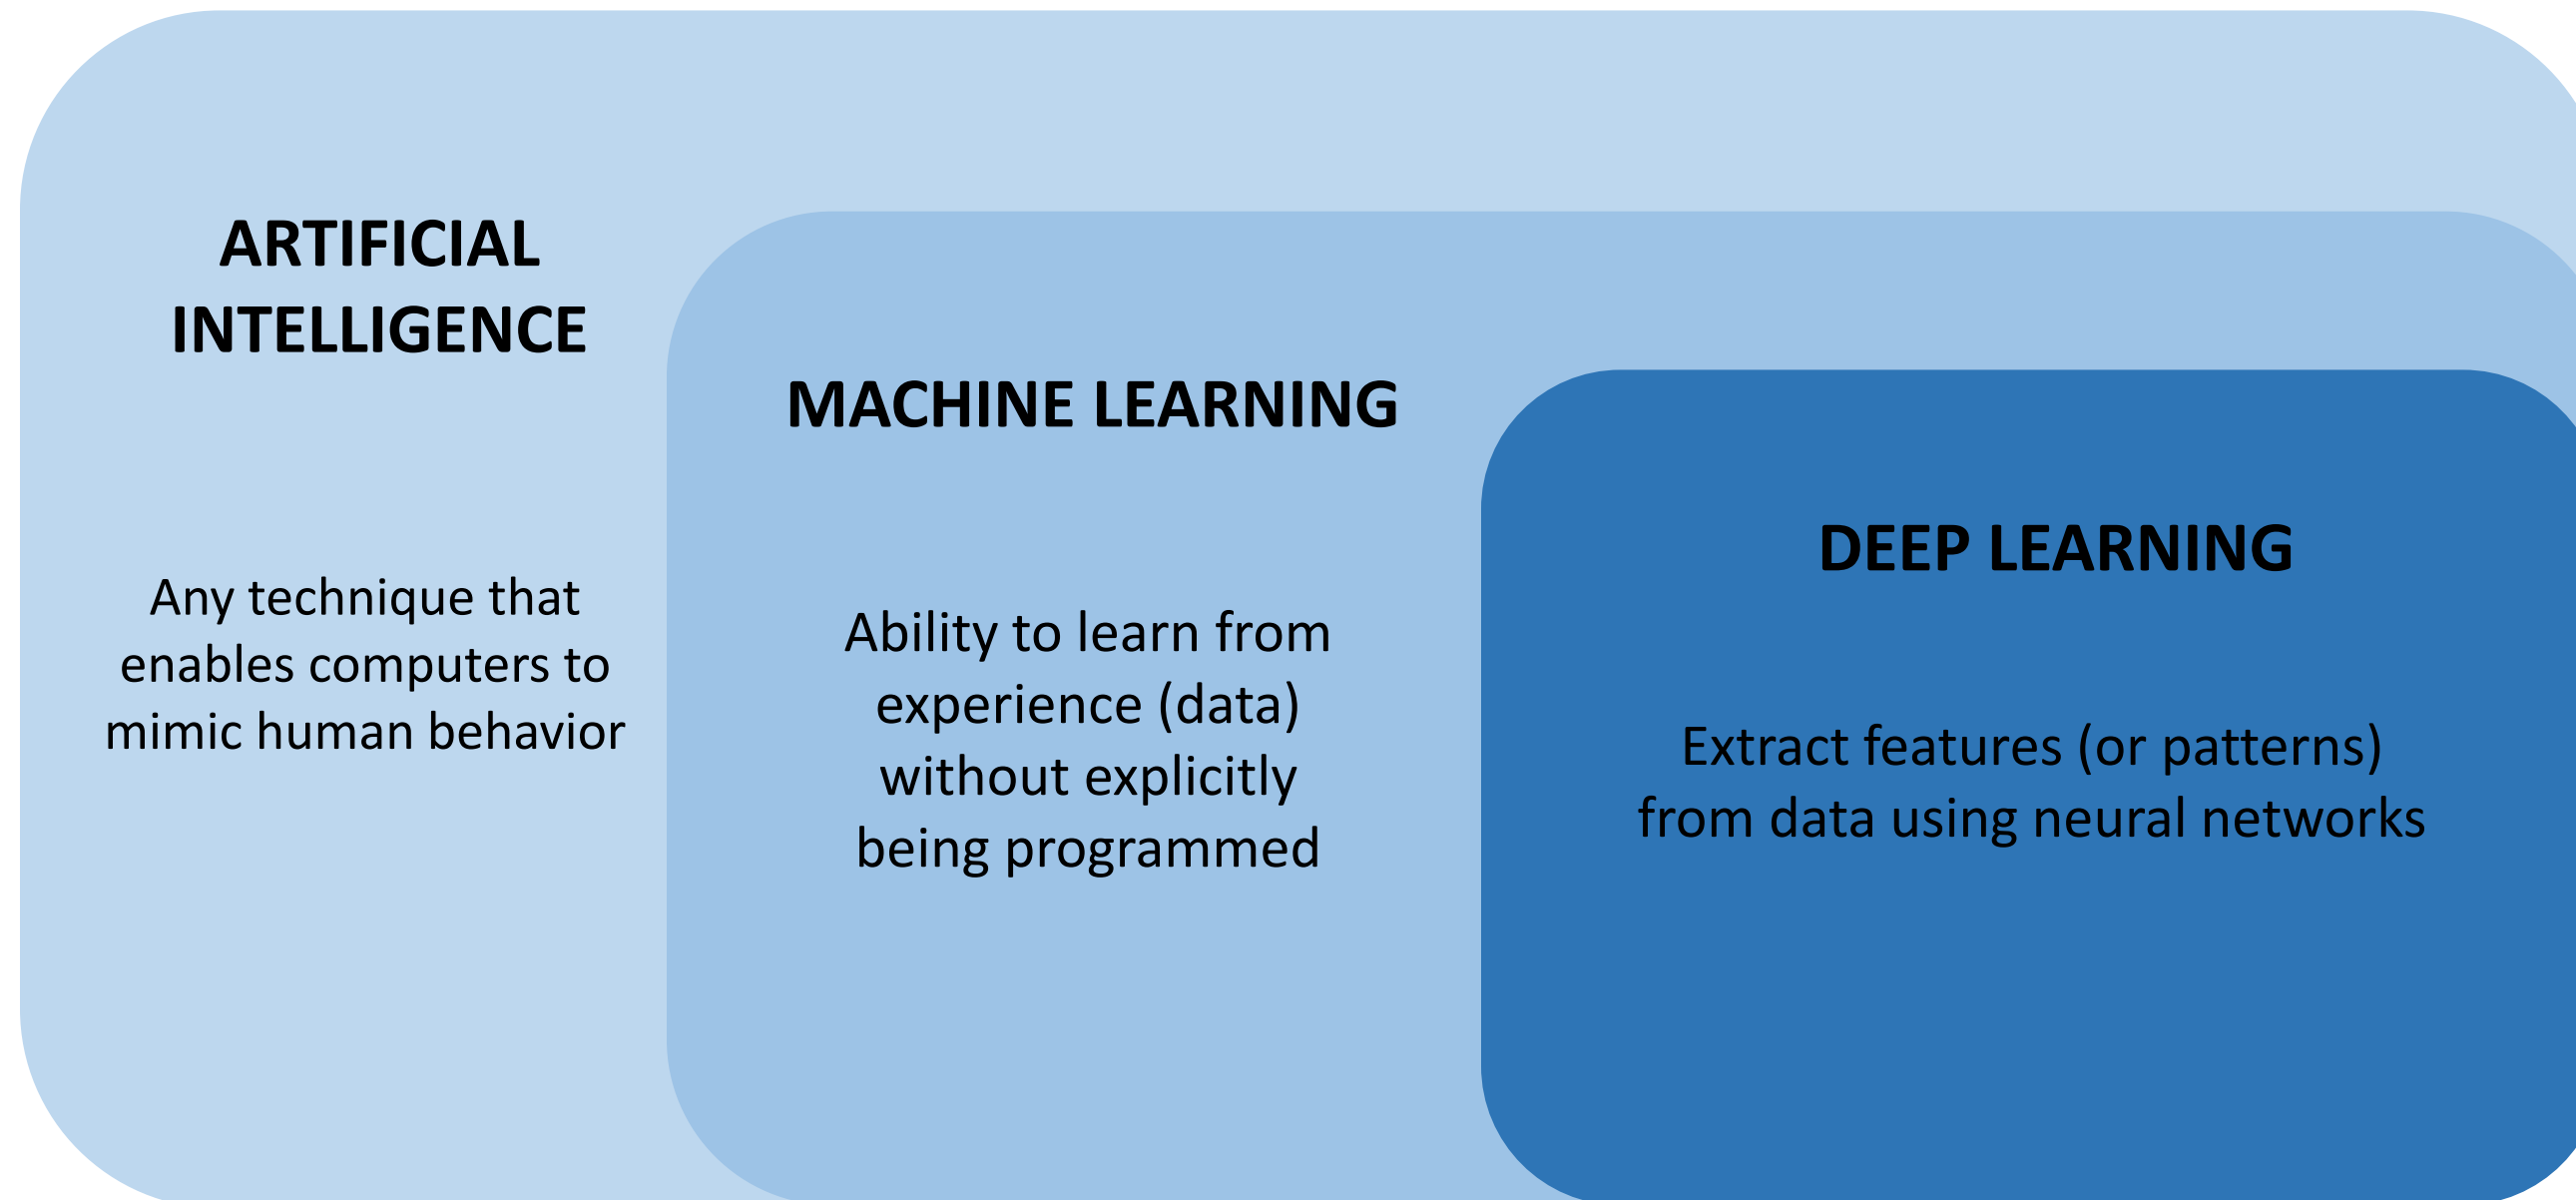 ARTIFICIAL
INTELLIGENCE
Any technique that
enables computers to
mimic human behavior
MACHINE LEARNING
Ability to learn from
experience (data)
without explicitly
being programmed
DEEP LEARNING
Extract features (or patterns)
from data using neural networks